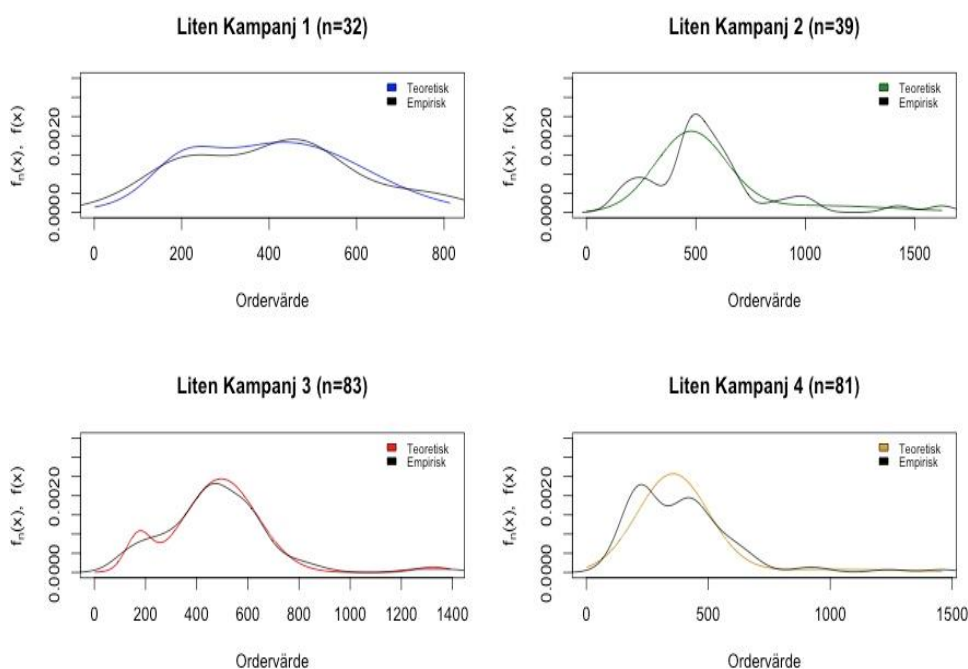 Liten Kampanj 1 (n=32)
fn(x), f(x)
0.0000 0.0020
Teoretisk
Empirisk
0 200 400 600 800
Ordervärde
Liten Kampanj 2 (n=39)
fn(x), f(x)
0.0000 0.0020
Teoretisk
Empirisk
0 500 1000 1500
Ordervärde
Liten Kampanj 3 (n=83)
fn(x), f(x)
0.0000 0.0020
Teoretisk
Empirisk
0 200 400 600 800 1000 1200 1400
Ordervärde
Liten Kampanj 4 (n=81)
fn(x), f(x)
0.0000 0.0020
Teoretisk
Empirisk
0 500 1000 1500
Ordervärde